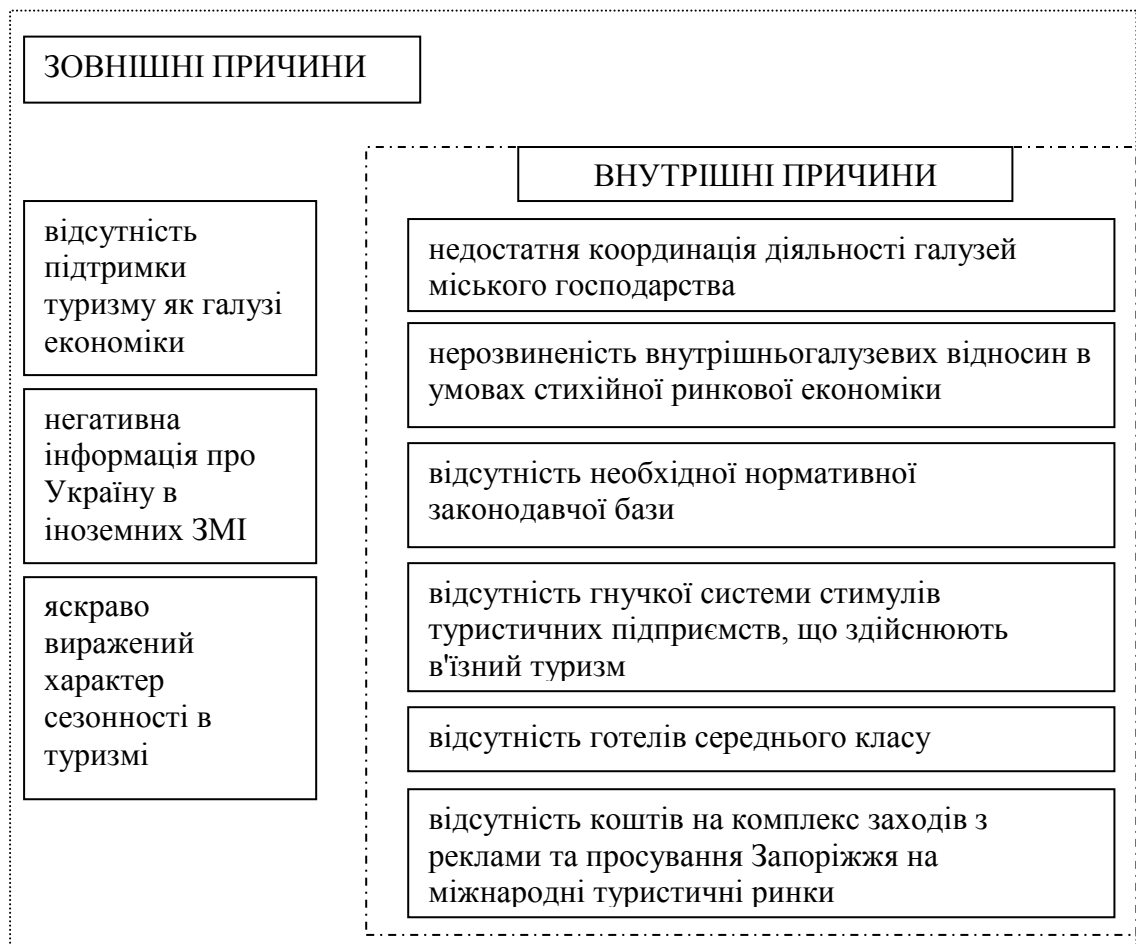 ЗОВНІШНІ ПРИЧИНИ
відсутність
підтримки
туризму як галузі
економіки
негативна
інформація про
Україну в
іноземних ЗМІ
яскраво
виражений
характер
сезонності в
туризмі
ВНУТРІШНІ ПРИЧИНИ
недостатня координація діяльності галузей
міського господарства
нерозвиненість внутрішньогалузевих відносин в
умовах стихійної ринкової економіки
відсутність необхідної нормативної
законодавчої бази
відсутність гнучкої системи стимулів
туристичних підприємств, що здійснюють
в'їзний туризм
відсутність готелів середнього класу
відсутність коштів на комплекс заходів з
реклами та просування Запоріжжя на
міжнародні туристичні ринки